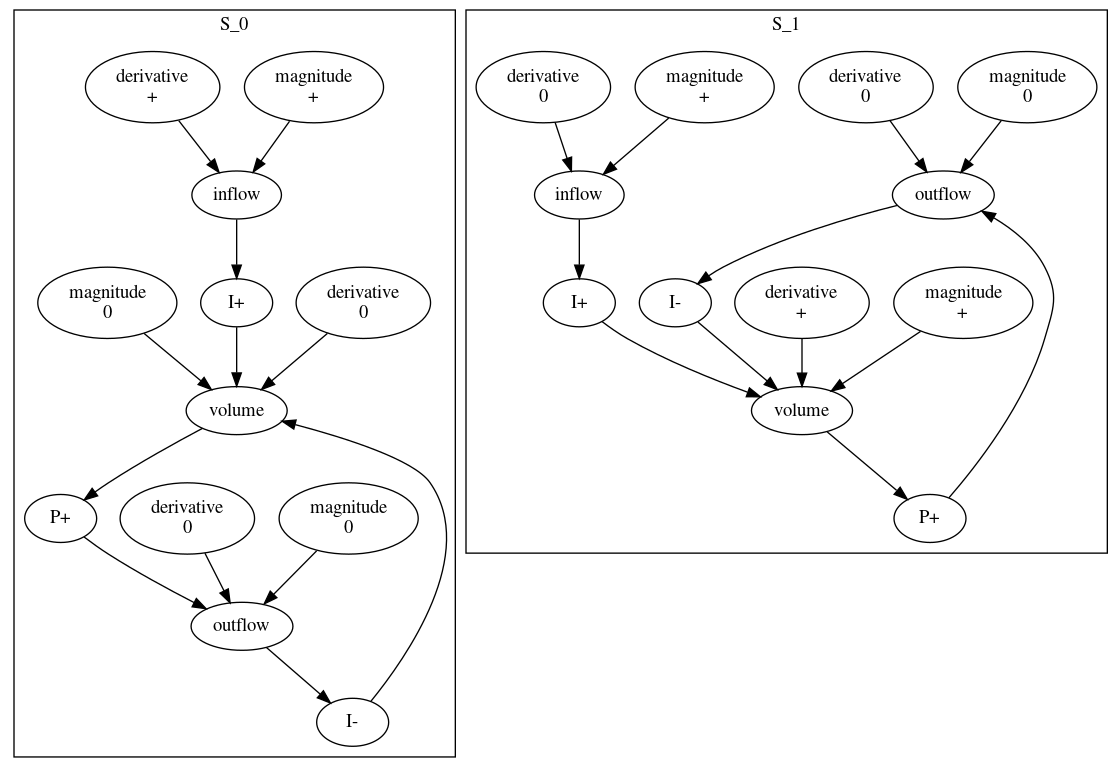 S_0
derivative
+
magnitude
+
inflow
magnitude
0
I+
derivative
0
volume
P+
derivative
0
magnitude
0
outflow
I-
S_1
derivative
0
magnitude
+
derivative
0
magnitude
0
inflow
outflow
I+
I-
derivative
+
magnitude
+
volume
P+